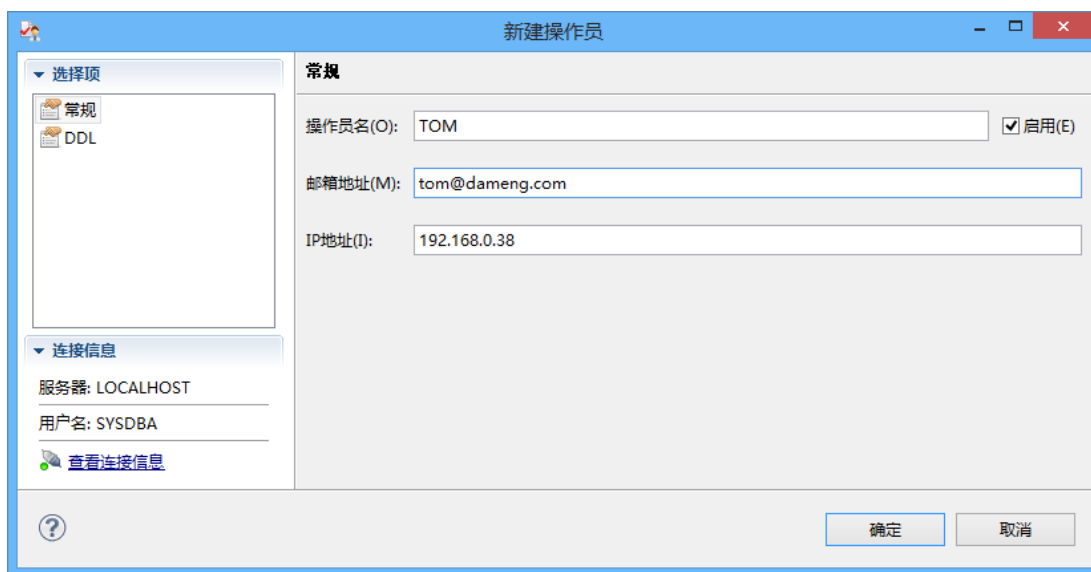 新建操作员
选择项
常规
DDL
连接信息
服务器: LOCALHOST
用户名: SYSDBA
查看连接信息
常规
操作员名(O): TOM 启用(E)
邮箱地址(M): tom@dameng.com
IP地址(I): 192.168.0.38
确定 取消